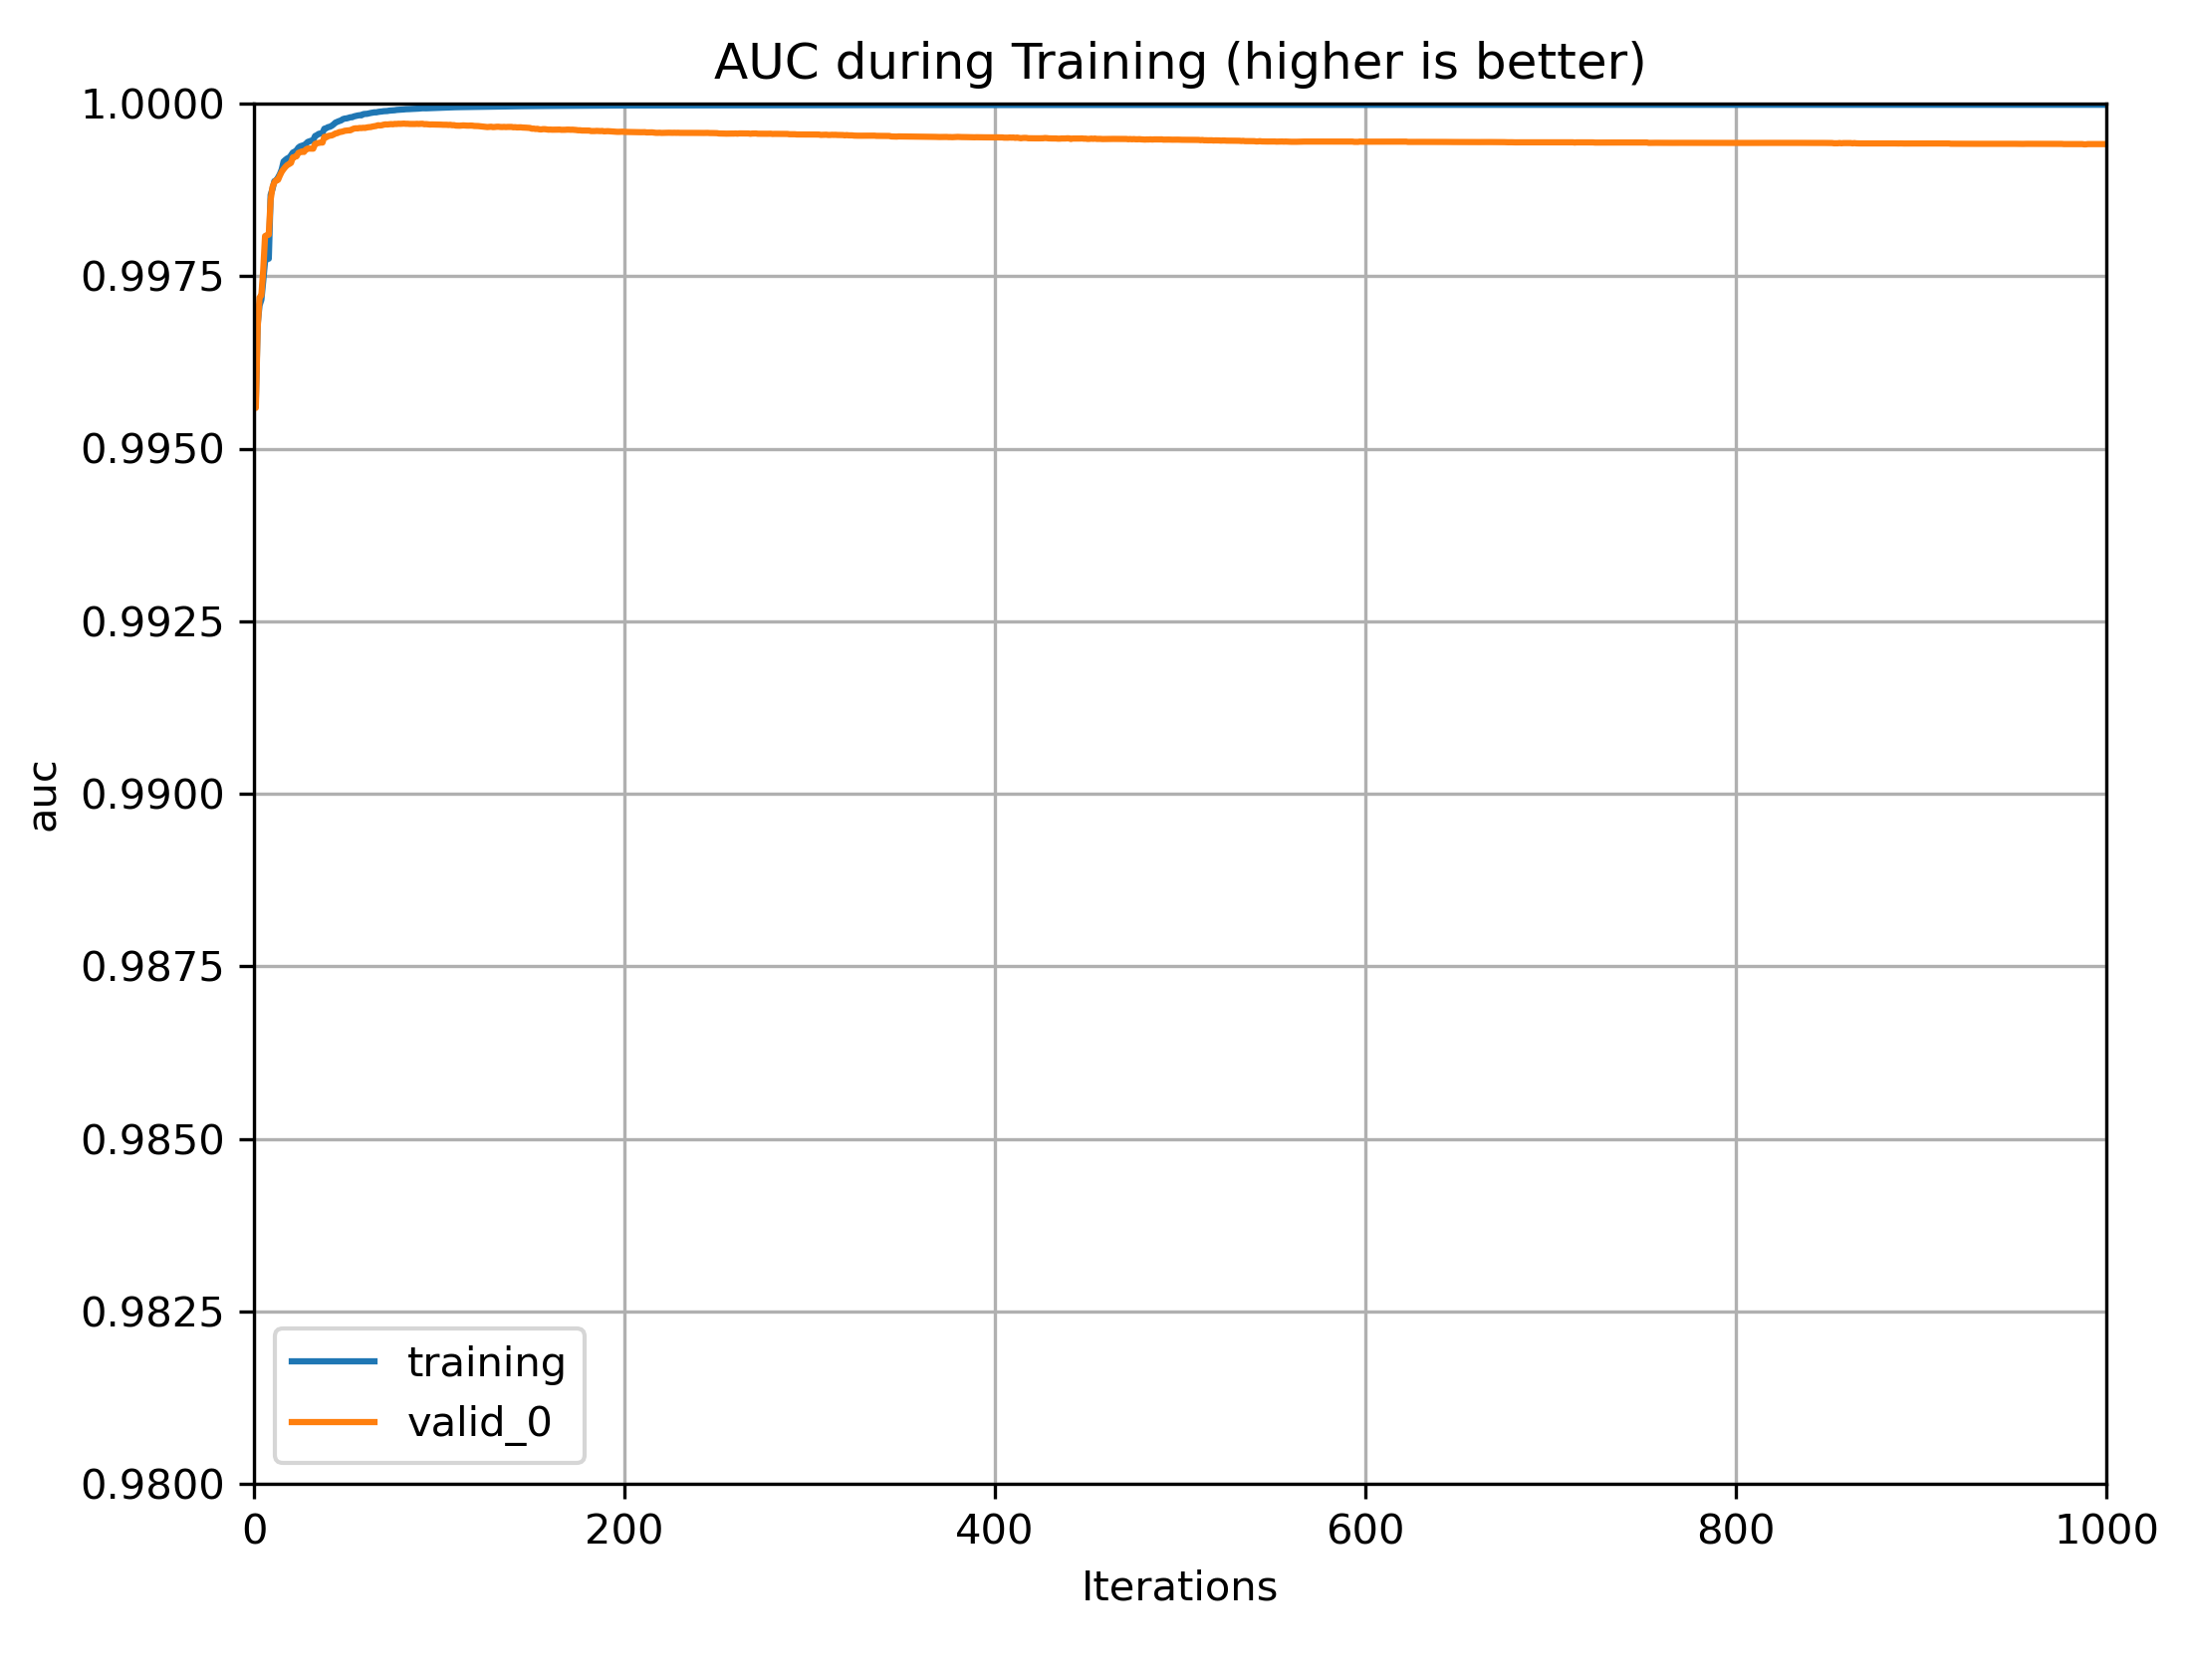 AUC during Training (higher is better)
1.0000
0.9975
0.9950
0.9925
0.9900
0.9875
0.9850
0.9825
0.9800
auc
training
valid_0
0 200 400 600 800 1000
Iterations